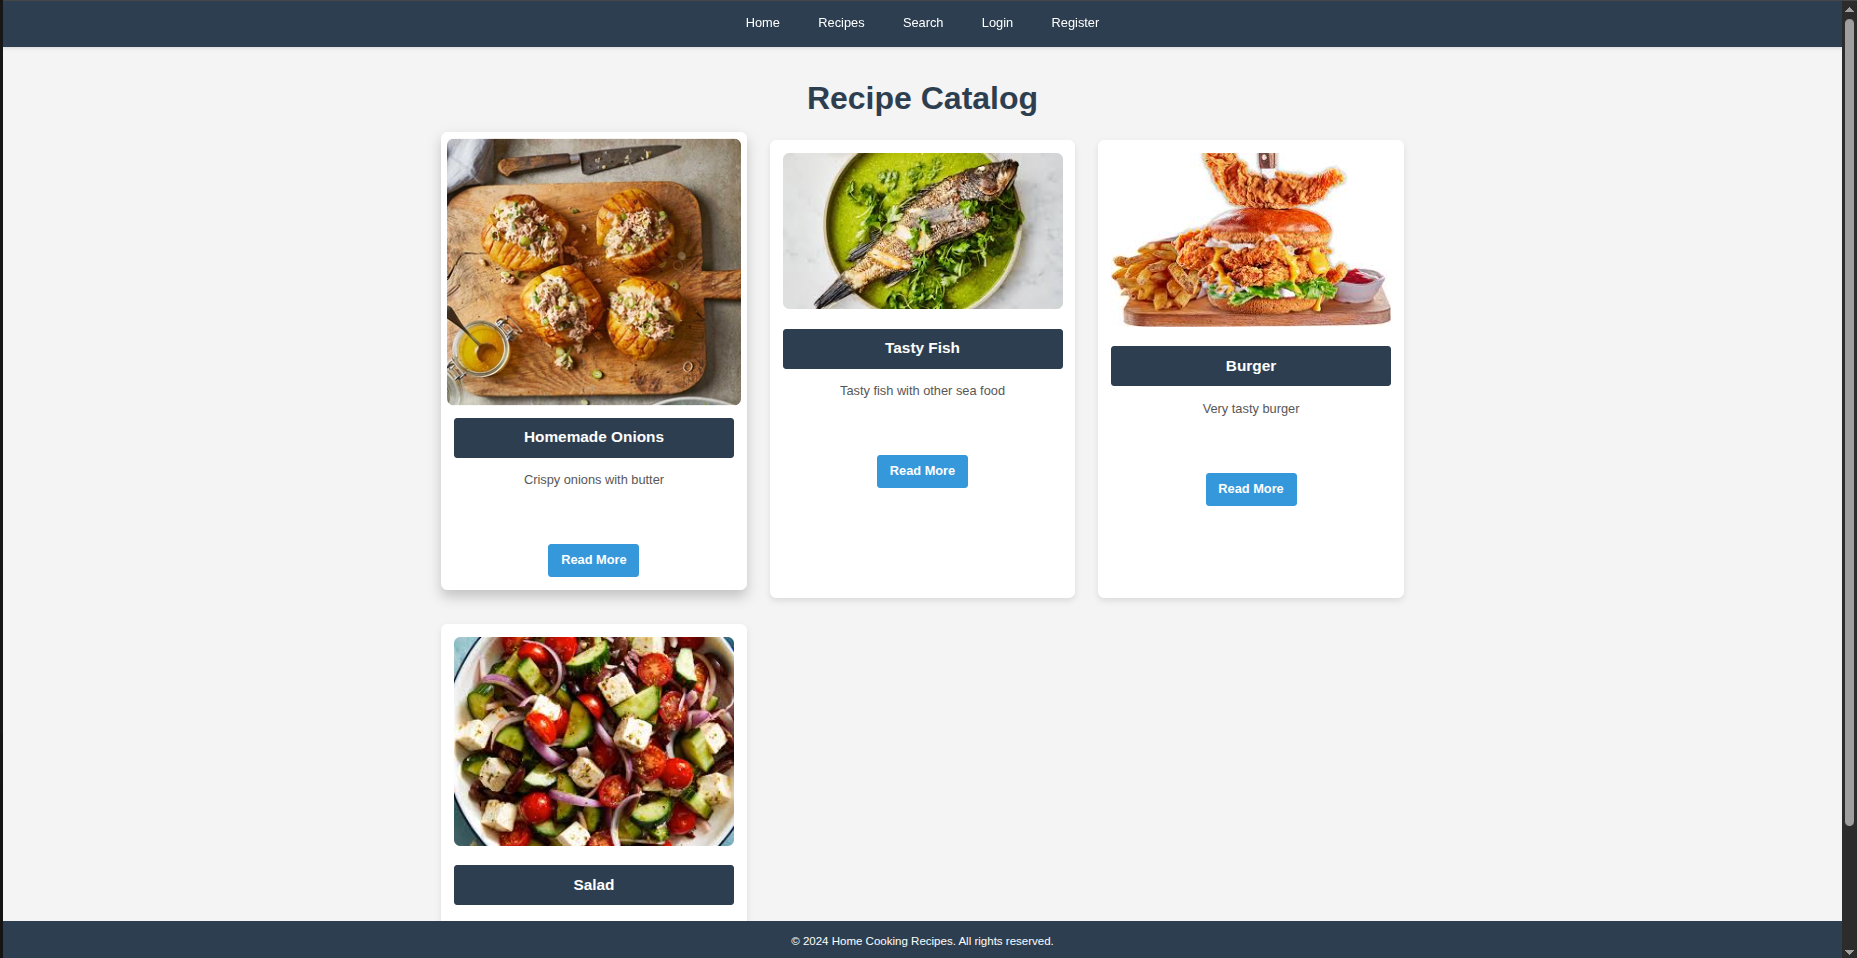 Home Recipes Search Login Register
Recipe Catalog
Homemade Onions
Crispy onions with butter
Read More
Tasty Fish
Tasty fish with other sea food
Read More
Burger
Very tasty burger
Read More
Salad
© 2024 Home Cooking Recipes. All rights reserved.